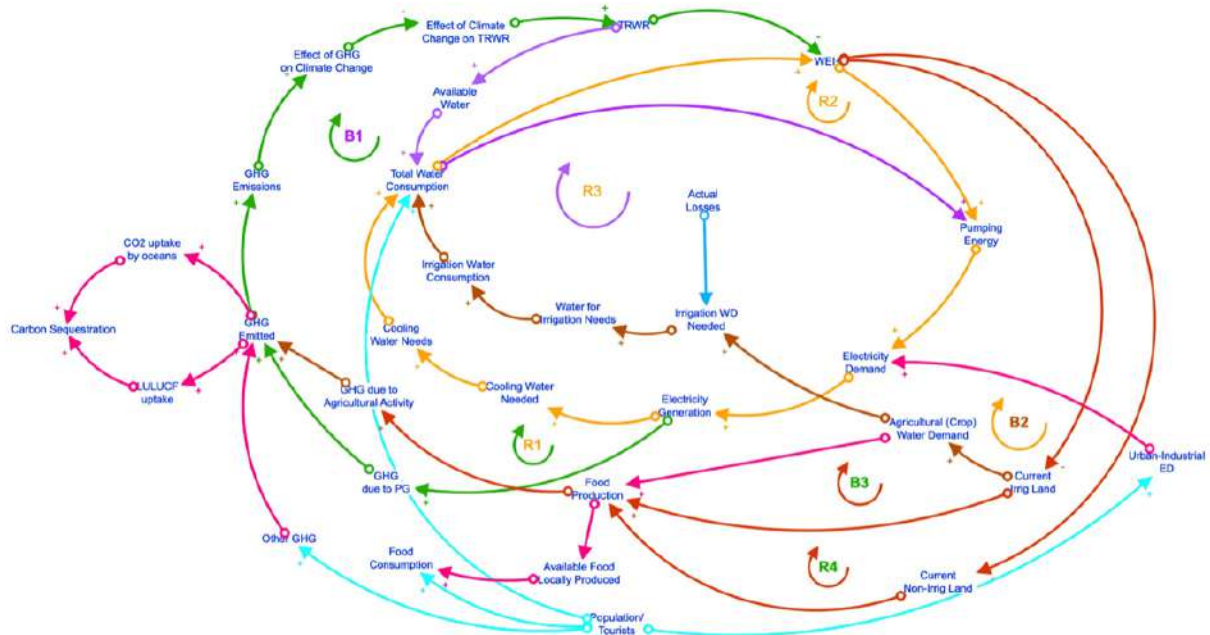 Effect of Climate
Change on TRWR
TRWR
Effect of GHG
on Climate Change
WEI
R2
Available
Water
B1
GHG
Emissions
Total Water
Consumption
R3
Actual
Losses
Pumping
Energy
CO2 uptake
by oceans
Irrigation Water
Consumption
Carbon Sequestration
GHG
Emitted
Water for
Irrigation Needs
Irrigation WD
Needed
Cooling
Water Needs
Electricity
Demand
LULUCF
uptake
GHG due to
Agricultural Activity
Cooling Water
Needed
Electricity
Generation
Agricultural (Crop)
Water Demand
B2
R1
Urban-Industrial
ED
GHG
due to PG
Food
Production
B3
Current
Irrig Land
Other GHG
Food
Consumption
Available Food
Locally Produced
R4
Current
Non-Irrig Land
Population/
Tourists